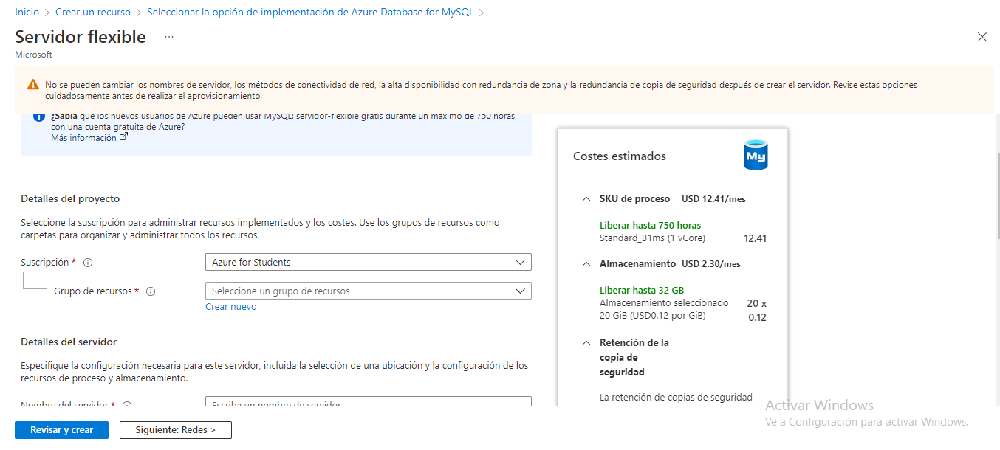 Inicio > Crear un recurso > Seleccionar la opción de implementación de Azure Database for MySQL >
Servidor flexible ...
Microsoft
No se pueden cambiar los nombres de servidor, los métodos de conectividad de red, la alta disponibilidad con redundancia de zona y la redundancia de copia de seguridad después de crear el servidor. Revise estas opciones
cuidadosamente antes de realizar el aprovisionamiento.
¿Sabía que los nuevos usuarios de Azure pueden usar MySQL: servidor-flexible gratis durante un máximo de 750 horas
con una cuenta gratuita de Azure?
Más información
Detalles del proyecto
Seleccione la suscripción para administrar recursos implementados y los costes. Use los grupos de recursos como
carpetas para organizar y administrar todos los recursos.
Suscripción *
Azure for Students
Grupo de recursos *
Seleccione un grupo de recursos
Crear nuevo
Detalles del servidor
Especifique la configuración necesaria para este servidor, incluida la selección de una ubicación y la configuración de los
recursos de proceso y almacenamiento.
Nombre del servidor *
Escriba un nombre de servidor
Costes estimados
My
SKU de proceso USD 12.41/mes
Liberar hasta 750 horas
Standard_B1ms (1 vCore) 12.41
Almacenamiento USD 2.30/mes
Liberar hasta 32 GB
Almacenamiento seleccionado 20 x
20 GiB (USD0.12 por GiB) 0.12
Retención de la
copia de
seguridad
La retención de copias de seguridad
Activar Windows
Ve a Configuración para activar Windows.
Revisar y crear
Siguiente: Redes >